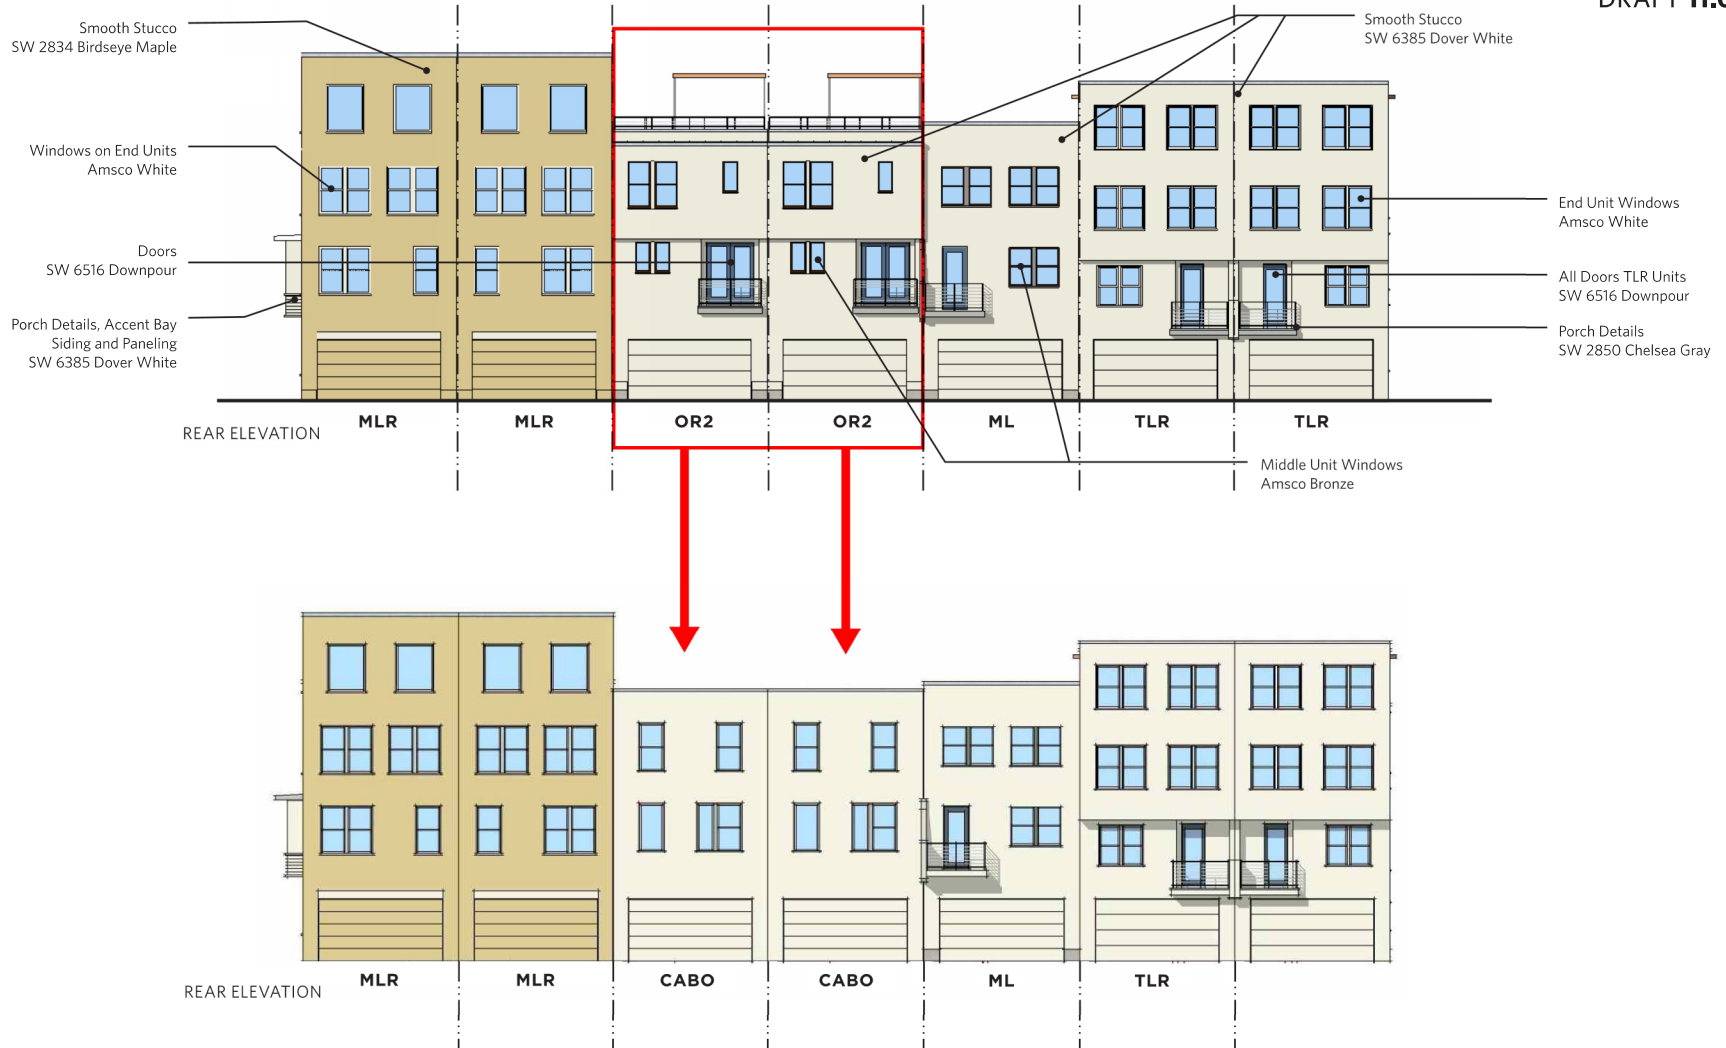 DRAFT
Smooth Stucco
SW 2834 Birdseye Maple
Smooth Stucco
SW 6385 Dover White
Windows on End Units
Amsco White
End Unit Windows
Amsco White
Doors
SW 6516 Downpour
All Doors TLR Units
SW 6516 Downpour
Porch Details, Accent Bay
Siding and Paneling
SW 6385 Dover White
Porch Details
SW 2850 Chelsea Gray
REAR ELEVATION
MLR
MLR
OR2
OR2
ML
TLR
TLR
Middle Unit Windows
Amsco Bronze
REAR ELEVATION
MLR
MLR
CABO
CABO
ML
TLR